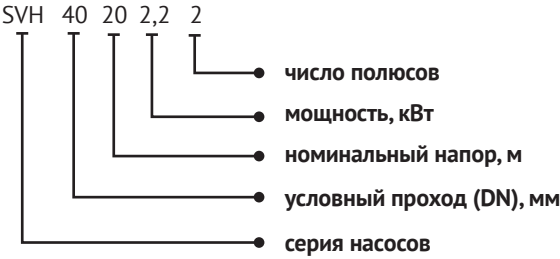 SVH 40 20 2,2 2
число полюсов
мощность, кВт
номинальный напор, м
условный проход (DN), мм
серия насосов